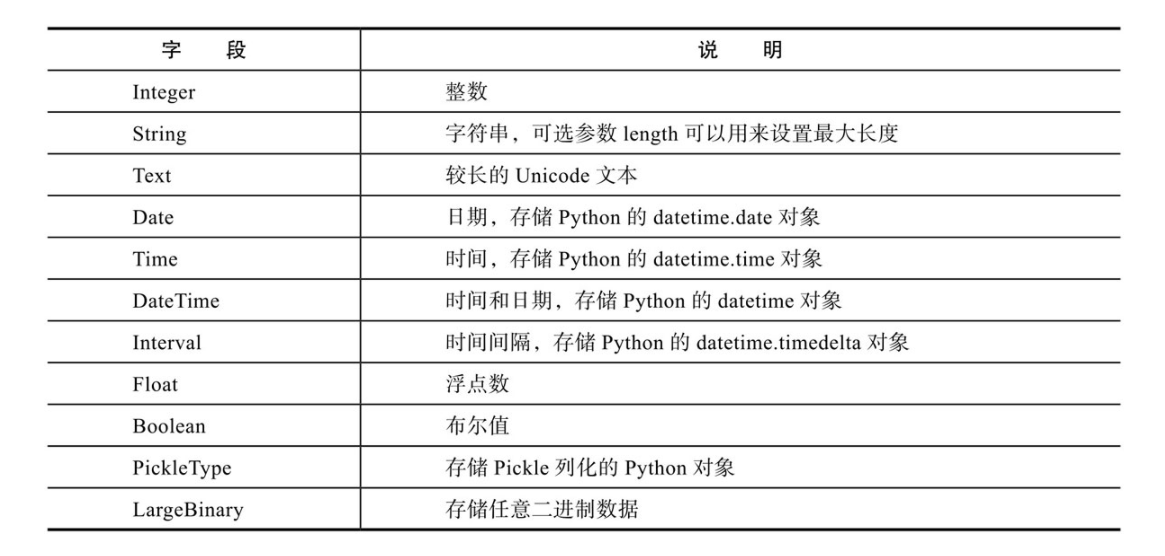 字 段 说 明
Integer 整数
String 字符串，可选参数 length 可以用来设置最大长度
Text 较长的 Unicode 文本
Date 日期，存储 Python 的 datetime.date 对象
Time 时间，存储 Python 的 datetime.time 对象
DateTime 时间和日期，存储 Python 的 datetime 对象
Interval 时间间隔，存储 Python 的 datetime.timedelta 对象
Float 浮点数
Boolean 布尔值
PickleType 存储 Pickle 列化的 Python 对象
LargeBinary 存储任意二进制数据